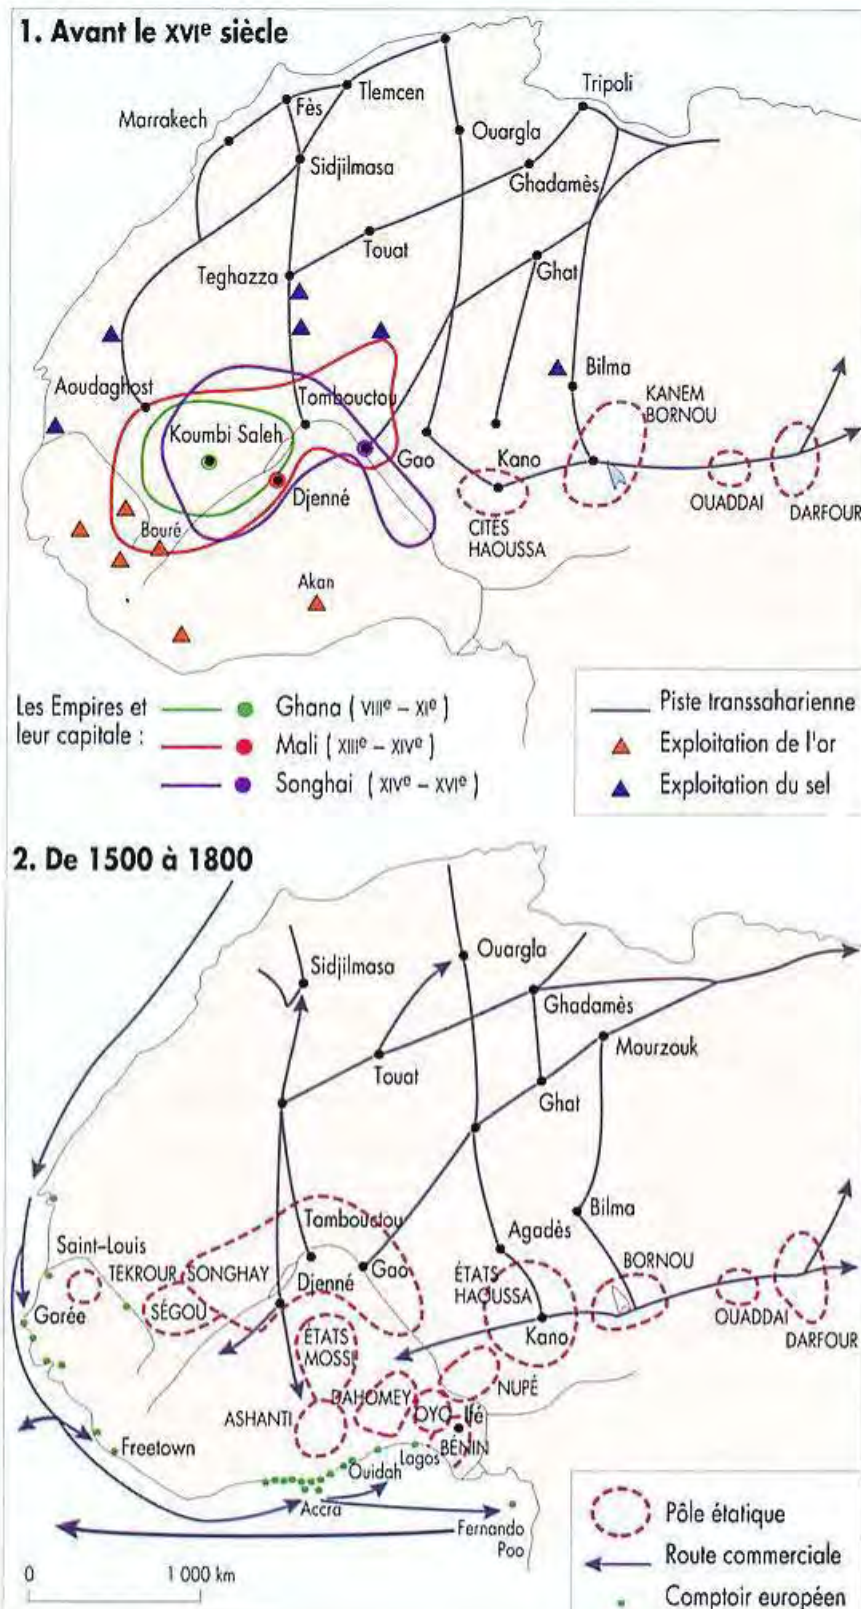 1. Avant le XVIe siècle
Tripoli
Tlemcen
Fès
Marrakech
Ouargla
Sidjilmasa
Ghadamès
Touat
Teghazza
Ghat
Bilma
Aoudaghost
Tombouctou
KANEM
BORNOU
Koumbi Saleh
Gao
Kano
Djenné
OUADDAI
DARFOUR
Bouré
CITÉS
HAOUSSA
Akan
Les Empires et
leur capitale :
Ghana ( VIIIe – XIe )
Mali ( XIIIe – XIVe )
Songhai ( XIVe – XVIe )
Piste transsaharienne
Exploitation de l'or
Exploitation du sel
2. De 1500 à 1800
Ouargla
Sidjilmasa
Ghadamès
Mourzouk
Touat
Ghat
Tombouctou
Bilma
Saint-Louis
Agadès
TEKROUR
SONGHAY
Djenné
Gao
ÉTATS
HAOUSSA
BORNOU
Gorée
SÉGOU
Kano
OUADDAI
DARFOUR
ÉTATS
MOSSI
NUPÉ
DAHOMEY
OYO
Ifé
ASHANTI
BÉNIN
Freetown
Lagos
Ouidah
Accra
Fernando
Poo
0 1 000 km
Pôle étatique
Route commerciale
Comptoir européen